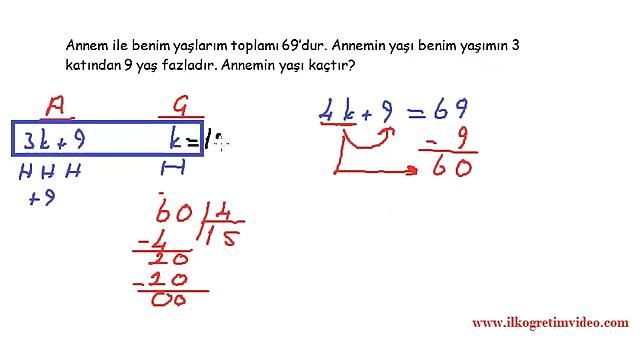 Annem ile benim yaşlarım toplamı 69’dur. Annemin yaşı benim yaşımın 3
katından 9 yaş fazladır. Annemin yaşı kaçtır?
A G
3k+9 k=1
+9
4k+9=69
-9
60
60 4
-4 15
20
-20
00
www.ilkogretimvideo.com